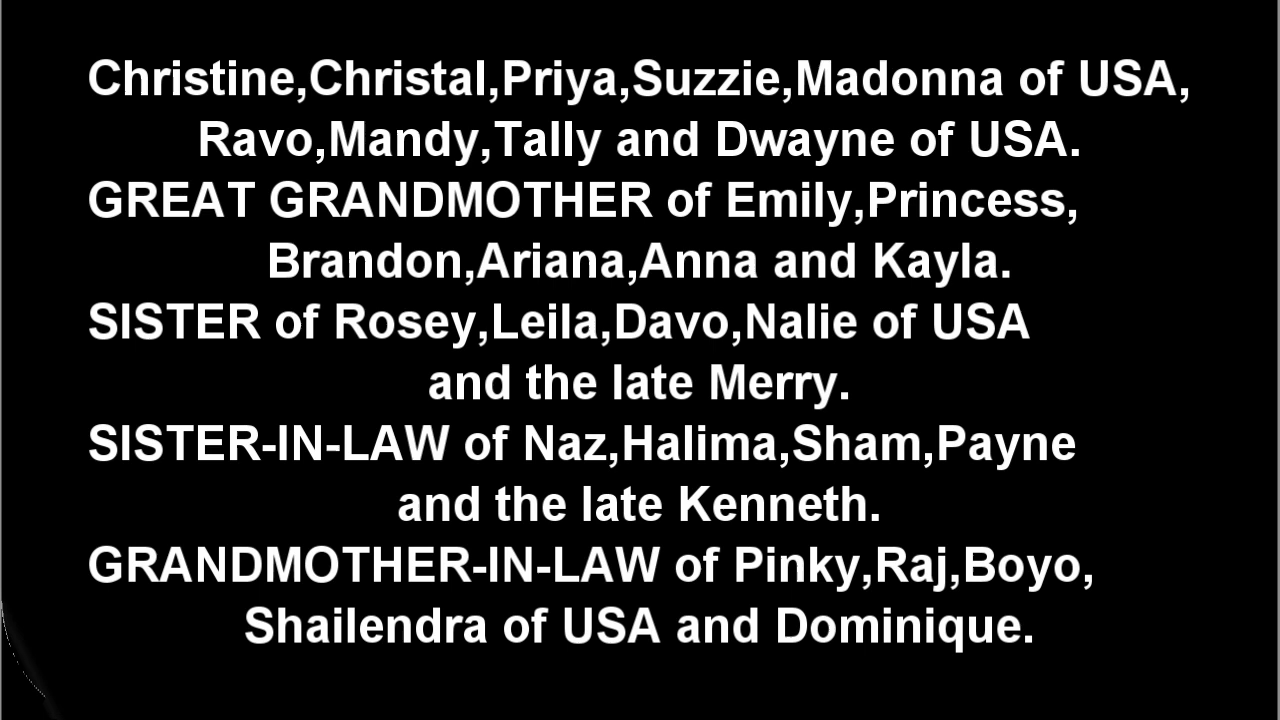 Christine,Christal,Priya,Suzzie,Madonna of USA,
Ravo,Mandy,Tally and Dwayne of USA.
GREAT GRANDMOTHER of Emily,Princess,
Brandon,Ariana,Anna and Kayla.
SISTER of Rosey,Leila,Davo,Nalie of USA
and the late Merry.
SISTER-IN-LAW of Naz,Halima,Sham,Payne
and the late Kenneth.
GRANDMOTHER-IN-LAW of Pinky,Raj,Boyo,
Shailendra of USA and Dominique.